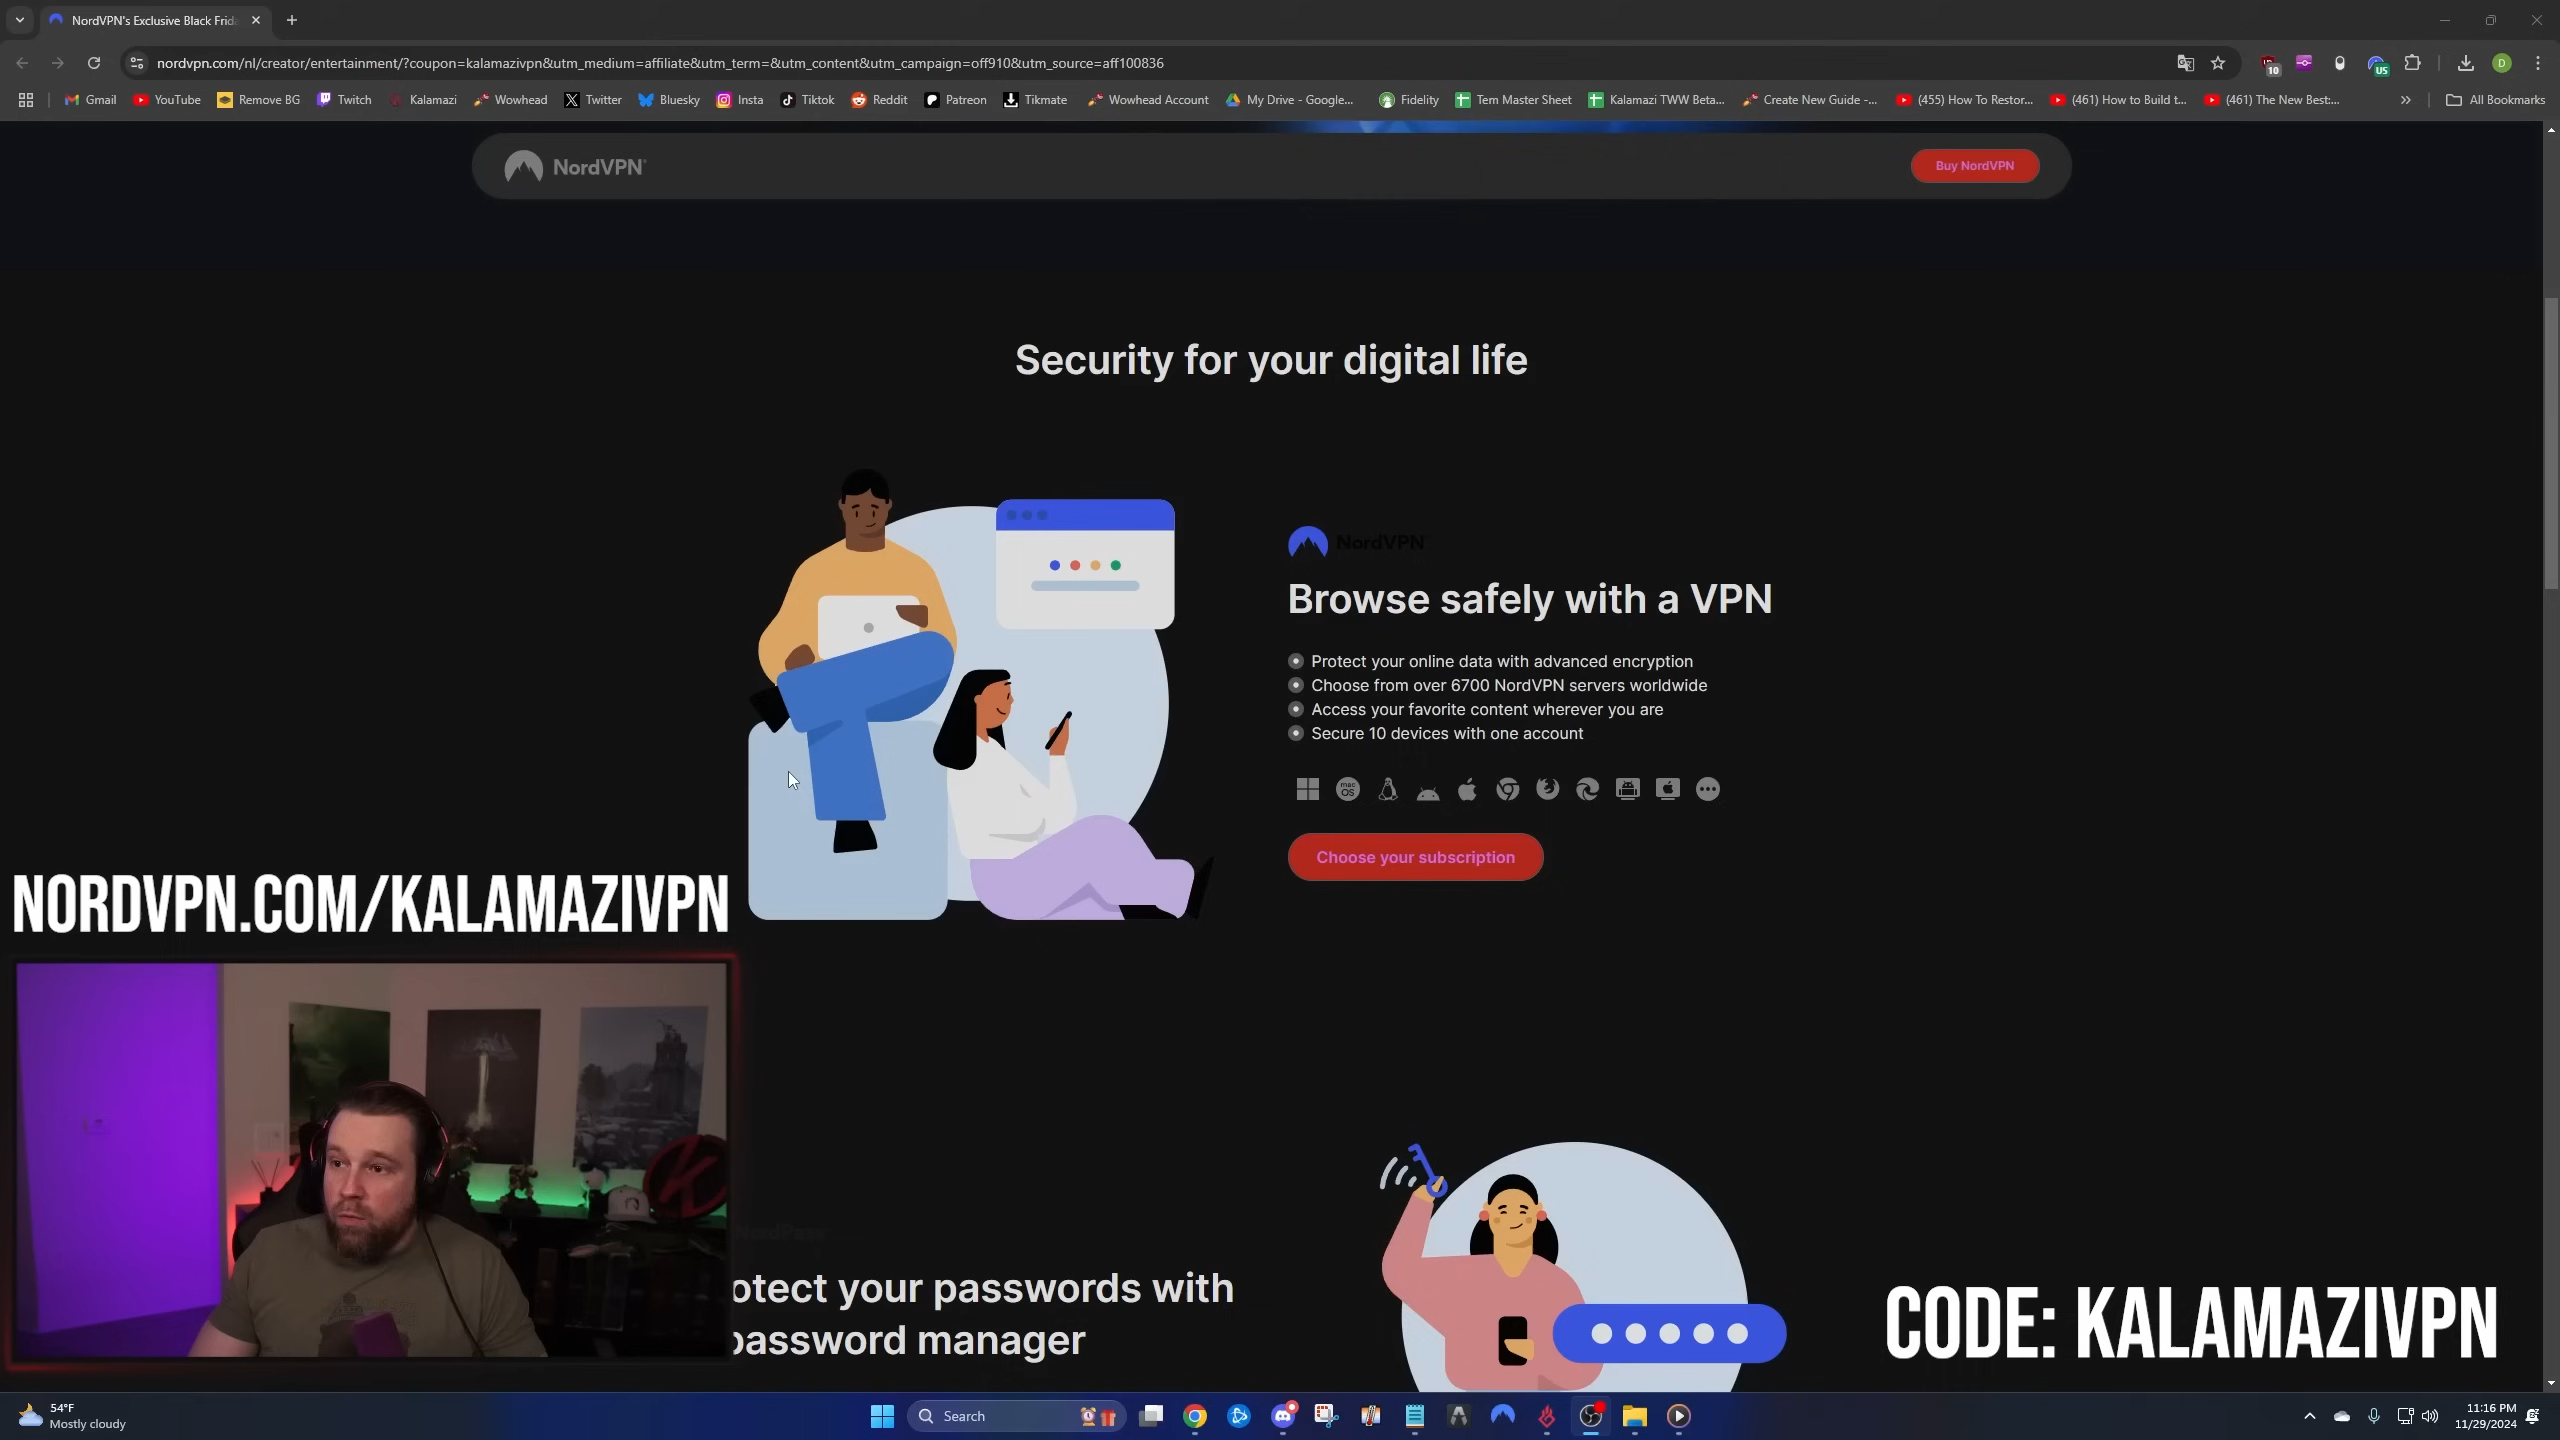 NordVPN's Exclusive Black Frid
nordvpn.com/nl/creator/entertainment/?coupon=kalamazivpn&utm_medium=affiliate&utm_term=&utm_content&utm_campaign=off910&utm_source=aff100836
10
US
D
Gmail
YouTube
Remove BG
Twitch
Kalamazi
Wowhead
Twitter
Bluesky
Insta
Tiktok
Reddit
Patreon
Tikmate
Wowhead Account
My Drive - Google...
Fidelity
Tem Master Sheet
Kalamazi TWW Beta...
Create New Guide -...
(455) How To Restor...
(461) How to Build t...
(461) The New Best:...
All Bookmarks
NordVPN
Buy NordVPN
Security for your digital life
NordVPN
Browse safely with a VPN
Protect your online data with advanced encryption
Choose from over 6700 NordVPN servers worldwide
Access your favorite content wherever you are
Secure 10 devices with one account
mac OS
Choose your subscription
NORDVPN.COM/KALAMAZIVPN
NordPass
otect your passwords with
password manager
CODE: KALAMAZIVPN
54°F
Mostly cloudy
Search
11:16 PM
11/29/2024